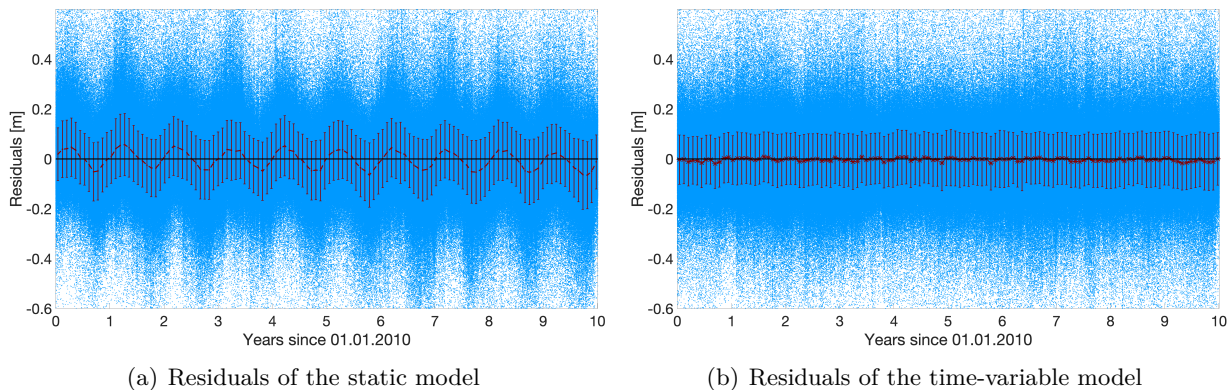 0.4
0.2
0
-0.2
-0.4
-0.6
Residuals [m]
0 1 2 3 4 5 6 7 8 9 10
Years since 01.01.2010
(a) Residuals of the static model
0.4
0.2
0
-0.2
-0.4
-0.6
Residuals [m]
0 1 2 3 4 5 6 7 8 9 10
Years since 01.01.2010
(b) Residuals of the time-variable model